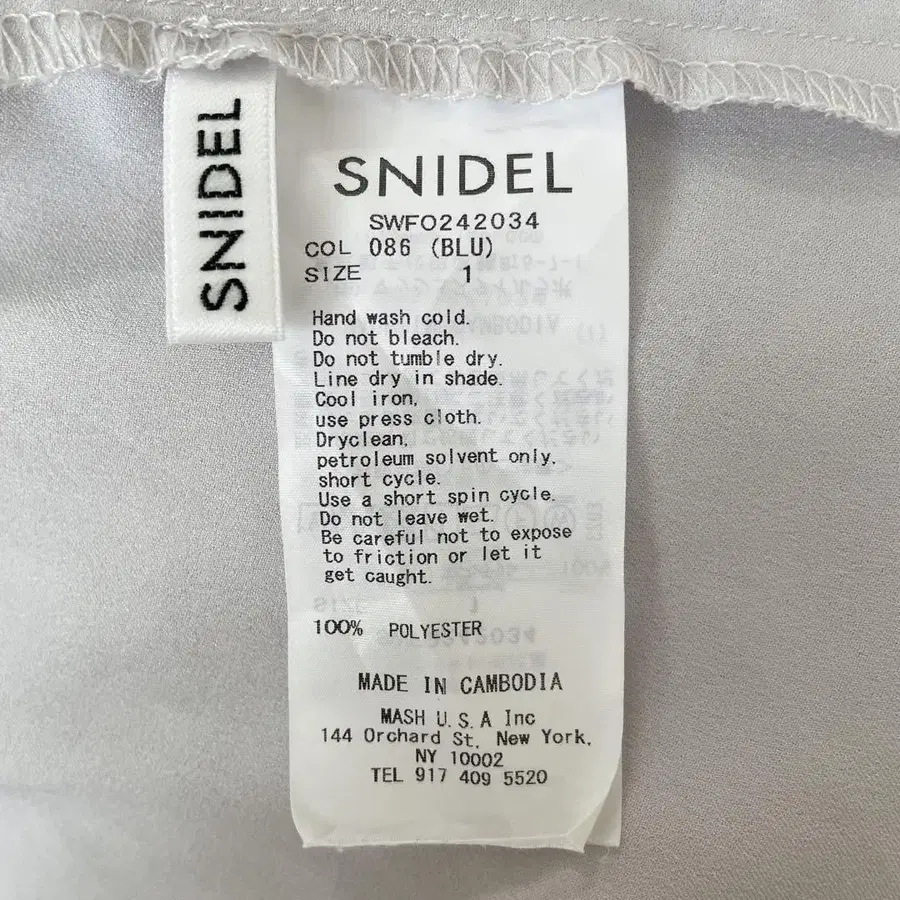 SNIDEL
SNIDEL
SWFO242034
COL 086 (BLU)
SIZE 1
Hand wash cold.
Do not bleach.
Do not tumble dry.
Line dry in shade.
Cool iron,
use press cloth.
Dryclean,
petroleum solvent only,
short cycle.
Use a short spin cycle.
Do not leave wet.
Be careful not to expose
to friction or let it
get caught.
100% POLYESTER
MADE IN CAMBODIA
MASH U.S.A Inc
144 Orchard St, New York,
NY 10002
TEL 917 409 5520